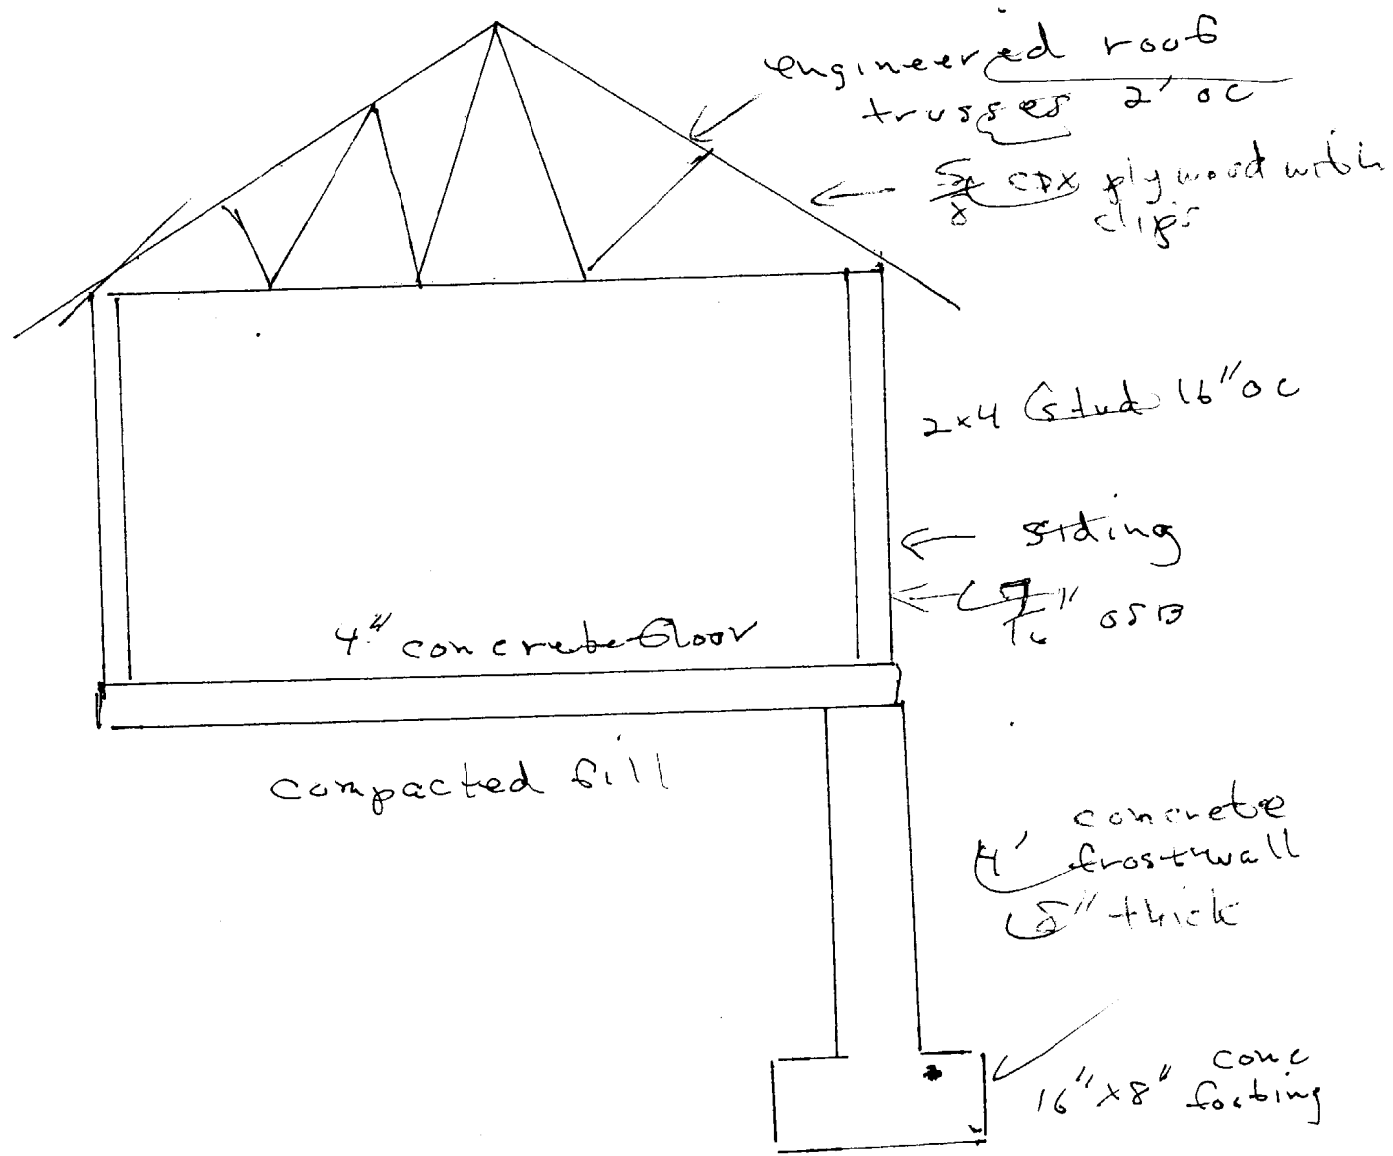 engineered roof
trusses 2' oc
5/8 CDX plywood with
clips
2x4 stud 16" oc
siding
7/16" OSB
4" concrete floor
compacted fill
concrete
4' frostwall
8" thick
conc
16" x 8" footing